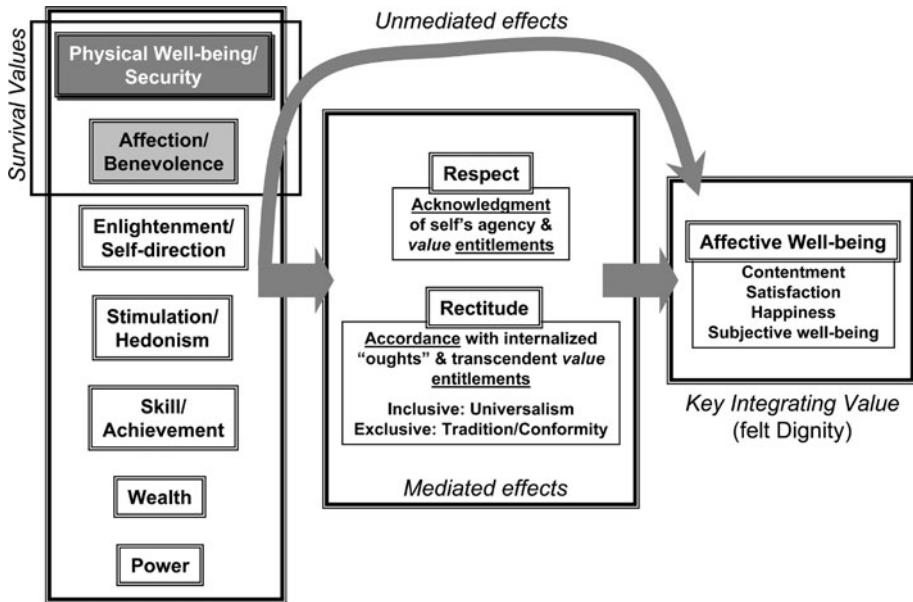 Unmediated effects
Survival Values
Physical Well-being/
Security
Affection/
Benevolence
Enlightenment/
Self-direction
Stimulation/
Hedonism
Skill/
Achievement
Wealth
Power
Respect
Acknowledgment
of self's agency &
value entitlements
Rectitude
Accordance with internalized
“oughts” & transcendent value
entitlements
Inclusive: Universalism
Exclusive: Tradition/Conformity
Mediated effects
Affective Well-being
Contentment
Satisfaction
Happiness
Subjective well-being
Key Integrating Value
(felt Dignity)